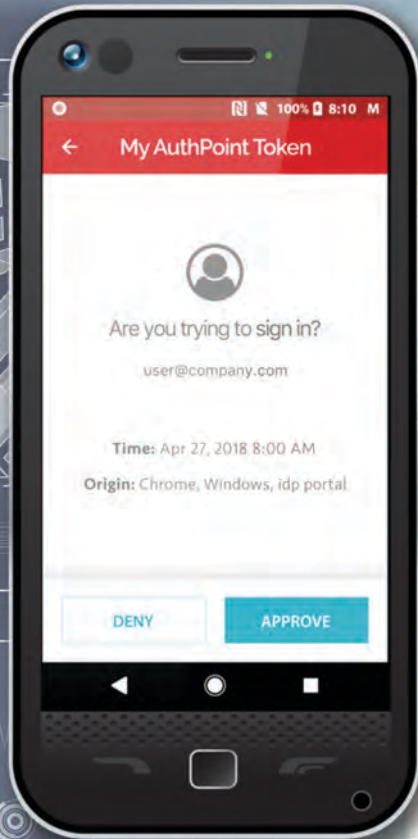 100% 8:10 M
My AuthPoint Token
Are you trying to sign in?
user@company.com
Time: Apr 27, 2018 8:00 AM
Origin: Chrome, Windows, idp portal
DENY
APPROVE